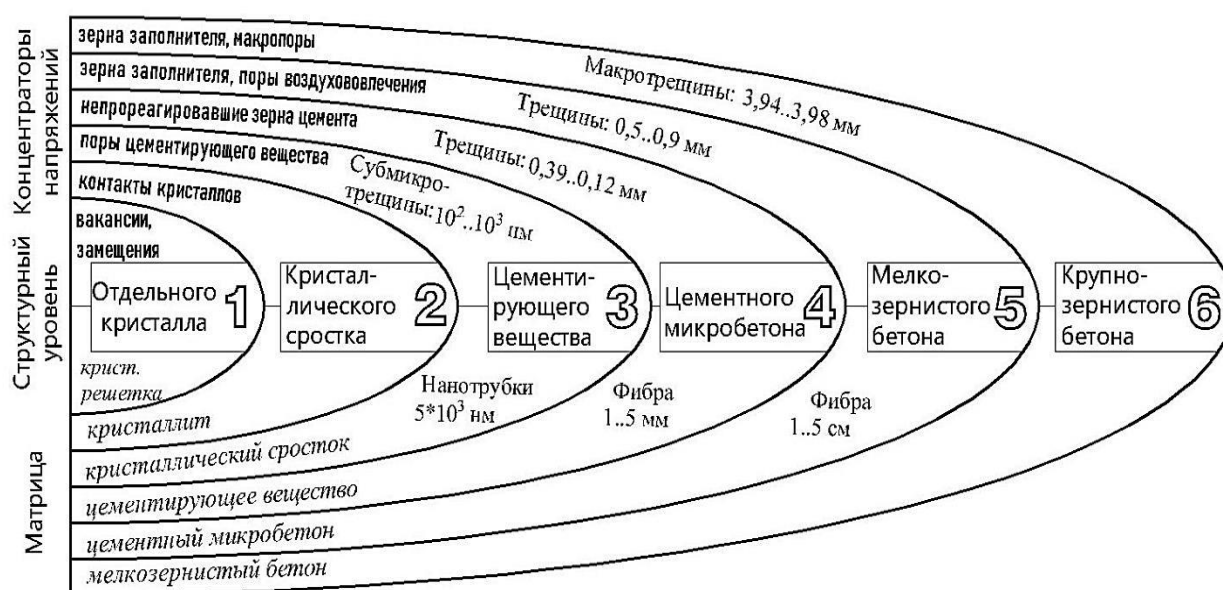 Концентраторы
напряжений
зерна заполнителя, макропоры
зерна заполнителя, поры воздухововлечения
непрореагировавшие зерна цемента
поры цементирующего вещества
контакты кристаллов
вакансии,
замещения
Макротрещины: 3,94..3,98 мм
Трещины: 0,5..0,9 мм
Трещины: 0,39..0,12 мм
Субмикро-
трещины:10²..10³ нм
Структурный
уровень
Отдельного
кристалла
1
Кристал-
лического
сростка
2
Цементи-
рующего
вещества
3
Цементного
микробетона
4
Мелко-
зернистого
бетона
5
Крупно-
зернистого
бетона
6
Матрица
крист.
решетка
кристаллит
кристаллический сросток
цементирующее вещество
цементный микробетон
мелкозернистый бетон
Нанотрубки
5*10³ нм
Фибра
1..5 мм
Фибра
1..5 см